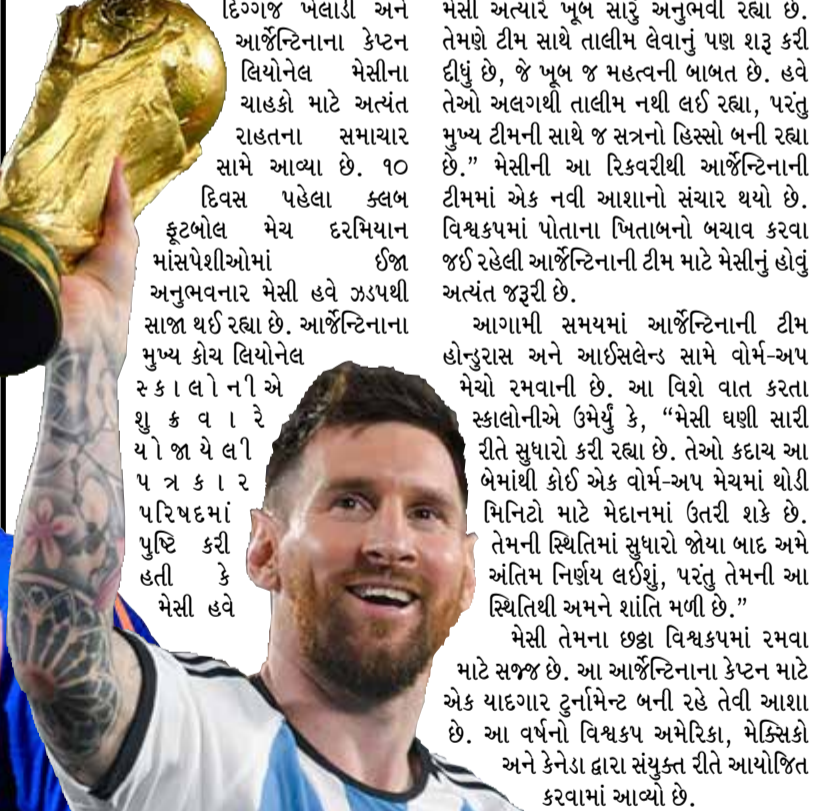 દિગ્ગજ ખેલાડી અને
આર્જેન્ટિનાના કેપ્ટન
લિયોનેલ મેસીના
ચાહકો માટે અત્યંત
રાહતના સમાચાર
સામે આવ્યા છે. ૧૦
દિવસ પહેલા ક્લબ
ફૂટબોલ મેચ દરમિયાન
માંસપેશીઓમાં ઈજા
અનુભવનાર મેસી હવે ઝડપથી
સાજા થઈ રહ્યા છે. આર્જેન્ટિનાના
મુખ્ય કોચ લિયોનેલ
સ્કાલોનીએ
શુક્રવારે
યોજાયેલી
પત્રકાર
પરિષદમાં
પુષ્ટિ કરી
હતી કે
મેસી હવે
મેસી અત્યારે ખૂબ સારું અનુભવી રહ્યા છે.
તેમણે ટીમ સાથે તાલીમ લેવાનું પણ શરૂ કરી
દીધું છે, જે ખૂબ જ મહત્વની બાબત છે. હવે
તેઓ અલગથી તાલીમ નથી લઈ રહ્યા, પરંતુ
મુખ્ય ટીમની સાથે જ સત્રનો હિસ્સો બની રહ્યા
છે.” મેસીની આ રિકવરીથી આર્જેન્ટિનાની
ટીમમાં એક નવી આશાનો સંચાર થયો છે.
વિશ્વકપમાં પોતાના ખિતાબનો બચાવ કરવા
જઈ રહેલી આર્જેન્ટિનાની ટીમ માટે મેસીનું હોવું
અત્યંત જરૂરી છે.
આગામી સમયમાં આર્જેન્ટિનાની ટીમ
હોન્ડુરાસ અને આઈસલેન્ડ સામે વોર્મ-અપ
મેચો રમવાની છે. આ વિશે વાત કરતા
સ્કાલોનીએ ઉમેર્યું કે, “મેસી ઘણી સારી
રીતે સુધારો કરી રહ્યા છે. તેઓ કદાચ આ
બેમાંથી કોઈ એક વોર્મ-અપ મેચમાં થોડી
મિનિટો માટે મેદાનમાં ઉતરી શકે છે.
તેમની સ્થિતિમાં સુધારો જોયા બાદ અમે
અંતિમ નિર્ણય લઈશું, પરંતુ તેમની આ
સ્થિતિથી અમને શાંતિ મળી છે.”
મેસી તેમના છઠ્ઠા વિશ્વકપમાં રમવા
માટે સજ્જ છે. આ આર્જેન્ટિનાના કેપ્ટન માટે
એક યાદગાર ટુર્નામેન્ટ બની રહે તેવી આશા
છે. આ વર્ષનો વિશ્વકપ અમેરિકા, મેક્સિકો
અને કેનેડા દ્વારા સંયુક્ત રીતે આયોજિત
કરવામાં આવ્યો છે.